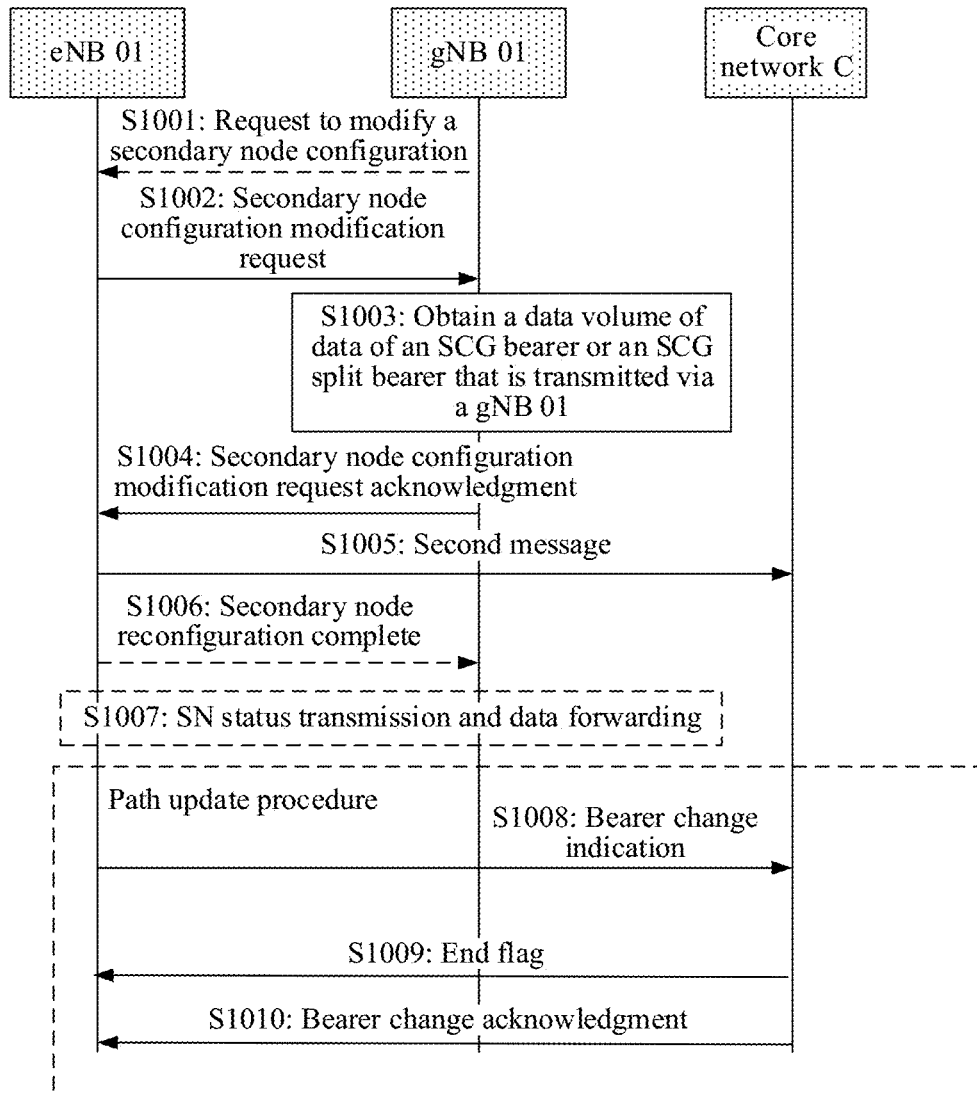 eNB 01
gNB 01
Core
network C
S1001: Request to modify a
secondary node configuration
S1002: Secondary node
configuration modification
request
S1003: Obtain a data volume of
data of an SCG bearer or an SCG
split bearer that is transmitted via
a gNB 01
S1004: Secondary node configuration
modification request acknowledgment
S1005: Second message
S1006: Secondary node
reconfiguration complete
S1007: SN status transmission and data forwarding
Path update procedure
S1008: Bearer change
indication
S1009: End flag
S1010: Bearer change acknowledgment